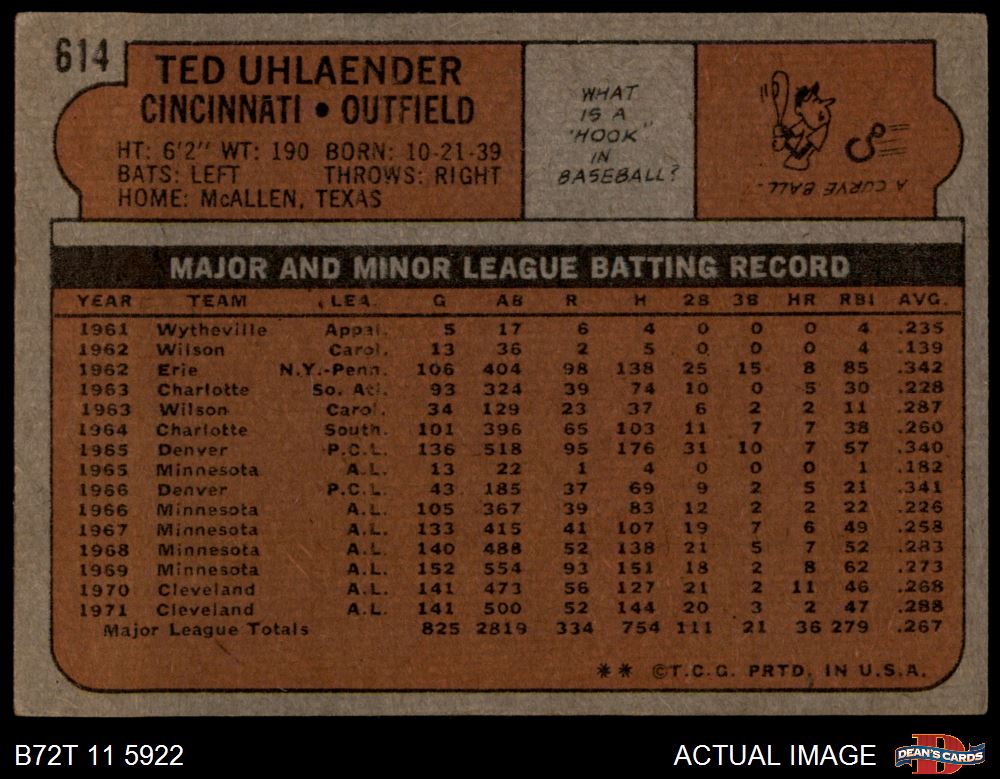 614
TED UHLAENDER
CINCINNATI • OUTFIELD
HT: 6'2" WT: 190 BORN: 10-21-39
BATS: LEFT THROWS: RIGHT
HOME: McALLEN, TEXAS
WHAT
IS A
"HOOK"
IN
BASEBALL?
A CURVE BALL.
MAJOR AND MINOR LEAGUE BATTING RECORD
YEAR TEAM LEA. G AB R H 2B 3B HR RBI AVG.
1961 Wytheville Appal. 5 17 6 4 0 0 0 4 .235
1962 Wilson Carol. 13 36 2 5 0 0 0 4 .139
1962 Erie N.Y.-Penn. 106 404 98 138 25 15 8 85 .342
1963 Charlotte So. Atl. 93 324 39 74 10 0 5 30 .228
1963 Wilson Carol. 34 129 23 37 6 2 2 11 .287
1964 Charlotte South. 101 396 65 103 11 7 7 38 .260
1965 Denver P.C.L. 136 518 95 176 31 10 7 57 .340
1965 Minnesota A.L. 13 22 1 4 0 0 0 1 .182
1966 Denver P.C.L. 43 185 37 69 9 2 5 21 .341
1966 Minnesota A.L. 105 367 39 83 12 2 2 22 .226
1967 Minnesota A.L. 133 415 41 107 19 7 6 49 .258
1968 Minnesota A.L. 140 488 52 138 21 5 7 52 .283
1969 Minnesota A.L. 152 554 93 151 18 2 8 62 .273
1970 Cleveland A.L. 141 473 56 127 21 2 11 46 .268
1971 Cleveland A.L. 141 500 52 144 20 3 2 47 .288
Major League Totals 825 2819 334 754 111 21 36 279 .267
** ©T.C.G. PRTD. IN U.S.A.
B72T 11 5922
ACTUAL IMAGE
DEAN'S CARDS